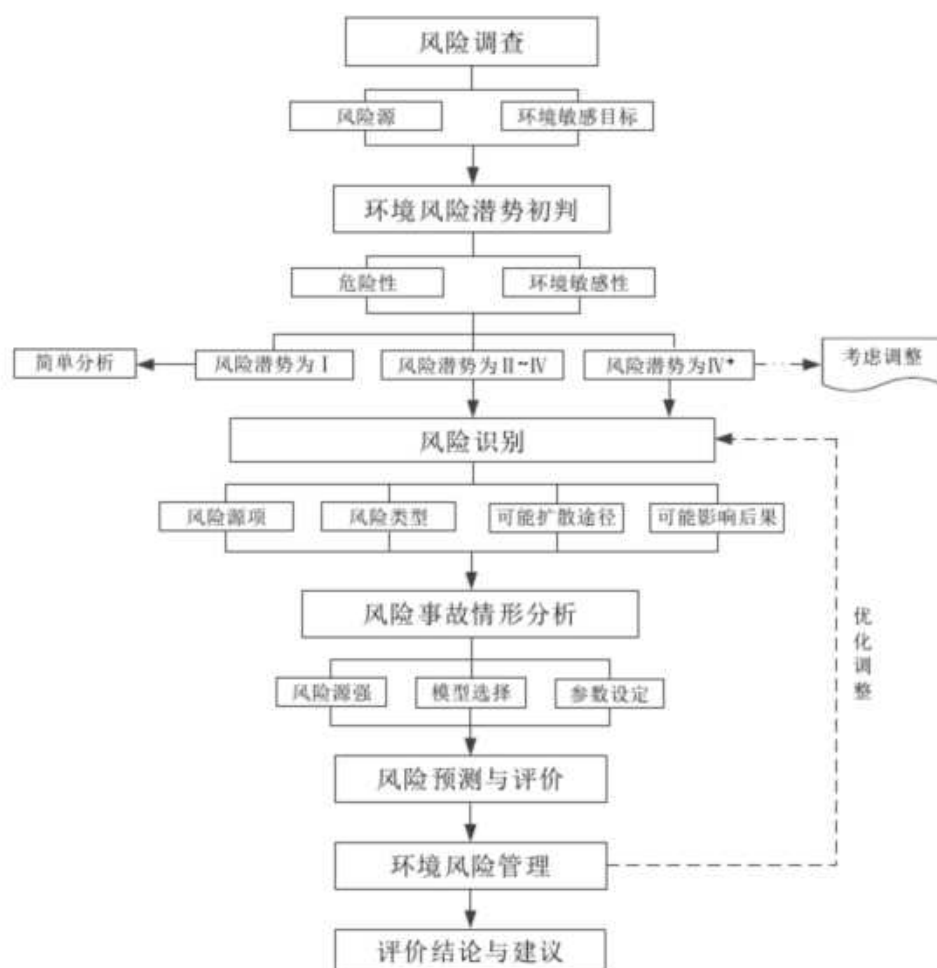 风险调查
风险源
环境敏感目标
环境风险潜势初判
危险性
环境敏感性
简单分析
风险潜势为Ⅰ
风险潜势为Ⅱ~Ⅳ
风险潜势为Ⅳ⁺
考虑调整
风险识别
风险源项
风险类型
可能扩散途径
可能影响后果
风险事故情形分析
风险源强
模型选择
参数设定
优化调整
风险预测与评价
环境风险管理
评价结论与建议